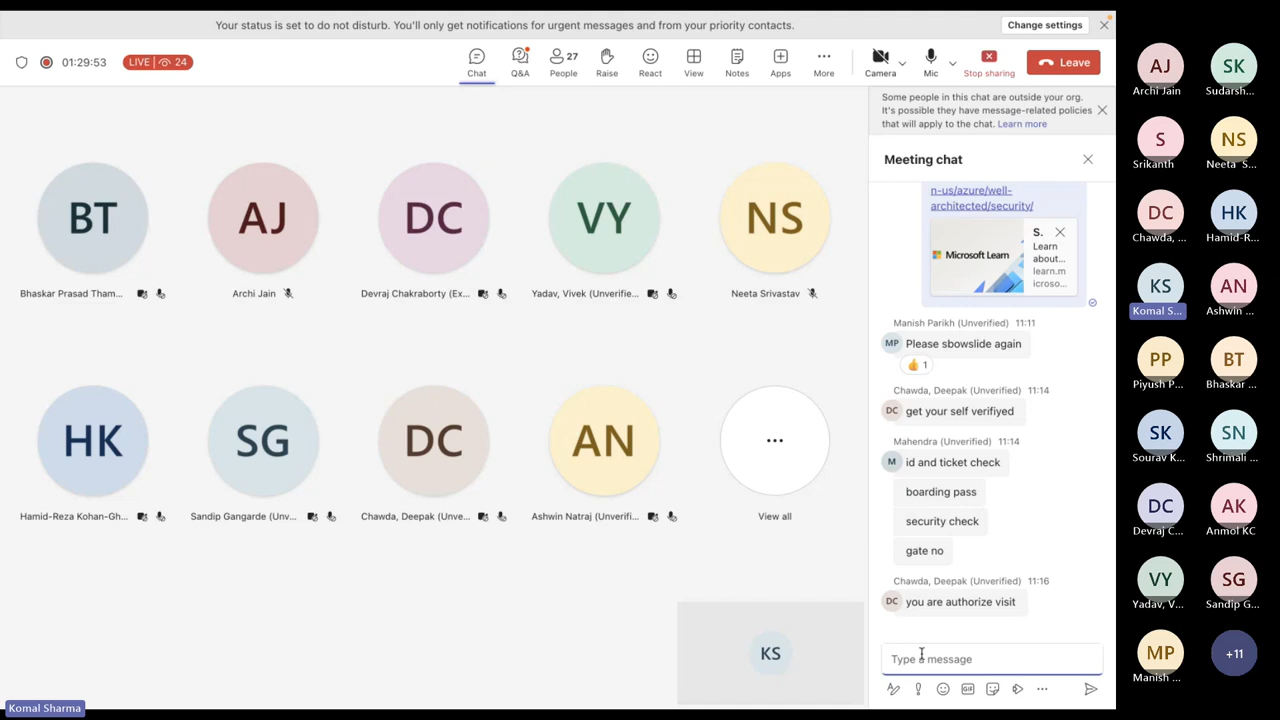 Your status is set to do not disturb. You'll only get notifications for urgent messages and from your priority contacts.
Change settings
01:29:53
LIVE | 24
Chat
Q&A
27
People
Raise
React
View
Notes
Apps
More
Camera
Mic
Stop sharing
Leave
BT
AJ
DC
VY
NS
Bhaskar Prasad Tham...
Archi Jain
Devraj Chakraborty (Ex...
Yadav, Vivek (Unverifie...
Neeta Srivastav
HK
SG
DC
AN
...
Hamid-Reza Kohan-Gh...
Sandip Gangarde (Unv...
Chawda, Deepak (Unve...
Ashwin Natraj (Unverifi...
View all
KS
Komal Sharma
Some people in this chat are outside your org.
It's possible they have message-related policies
that will apply to the chat. Learn more
Meeting chat
n-us/azure/well-
architected/security/
Microsoft Learn
S.
Learn
about...
learn.m
icroso...
Manish Parikh (Unverified) 11:11
MP
Please sbowslide again
👍 1
Chawda, Deepak (Unverified) 11:14
DC
get your self verifiyed
Mahendra (Unverified) 11:14
M
id and ticket check
boarding pass
security check
gate no
Chawda, Deepak (Unverified) 11:16
DC
you are authorize visit
Type a message
GIF
AJ
SK
Archi Jain
Sudarsh...
S
NS
Srikanth
Neeta S...
DC
HK
Chawda, ...
Hamid-R...
KS
AN
Komal S...
Ashwin ...
PP
BT
Piyush P...
Bhaskar ...
SK
SN
Sourav K...
Shrimali ...
DC
AK
Devraj C...
Anmol KC
VY
SG
Yadav, V...
Sandip G...
MP
+11
Manish ...